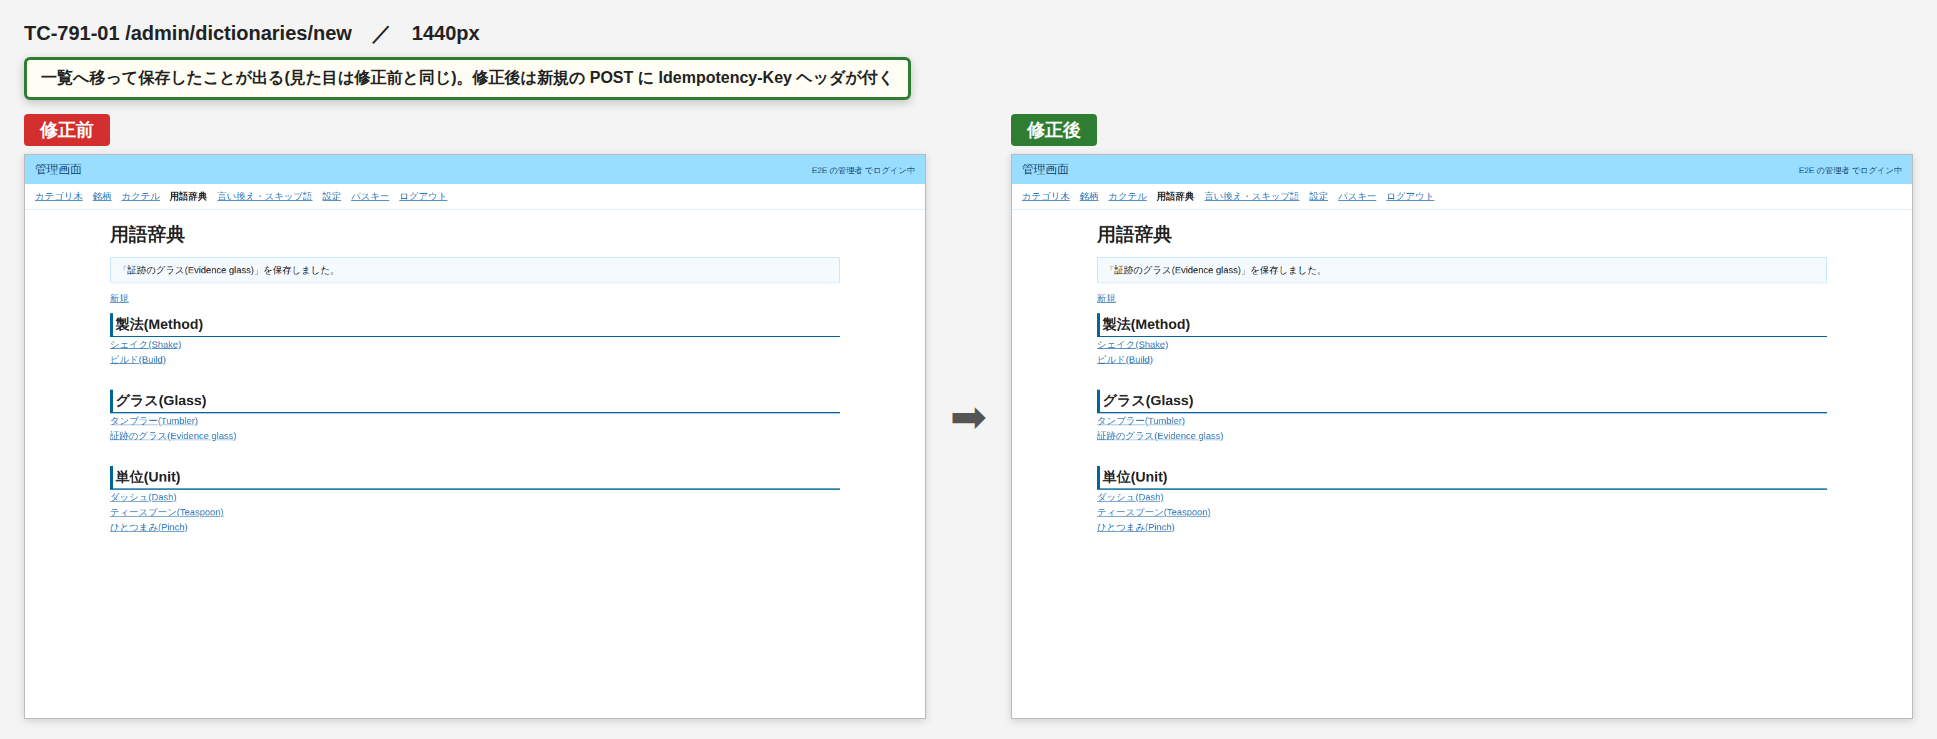 TC-791-01 /admin/dictionaries/new ／ 1440px
一覧へ移って保存したことが出る(見た目は修正前と同じ)。修正後は新規の POST に Idempotency-Key ヘッダが付く
修正前
管理画面
E2E の管理者 でログイン中
カテゴリ木 銘柄 カクテル 用語辞典 言い換え・スキップ語 設定 パスキー ログアウト
用語辞典
「証跡のグラス(Evidence glass)」を保存しました。
新規
製法(Method)
シェイク(Shake)
ビルド(Build)
グラス(Glass)
タンブラー(Tumbler)
証跡のグラス(Evidence glass)
単位(Unit)
ダッシュ(Dash)
ティースプーン(Teaspoon)
ひとつまみ(Pinch)
修正後
管理画面
E2E の管理者 でログイン中
カテゴリ木 銘柄 カクテル 用語辞典 言い換え・スキップ語 設定 パスキー ログアウト
用語辞典
「証跡のグラス(Evidence glass)」を保存しました。
新規
製法(Method)
シェイク(Shake)
ビルド(Build)
グラス(Glass)
タンブラー(Tumbler)
証跡のグラス(Evidence glass)
単位(Unit)
ダッシュ(Dash)
ティースプーン(Teaspoon)
ひとつまみ(Pinch)